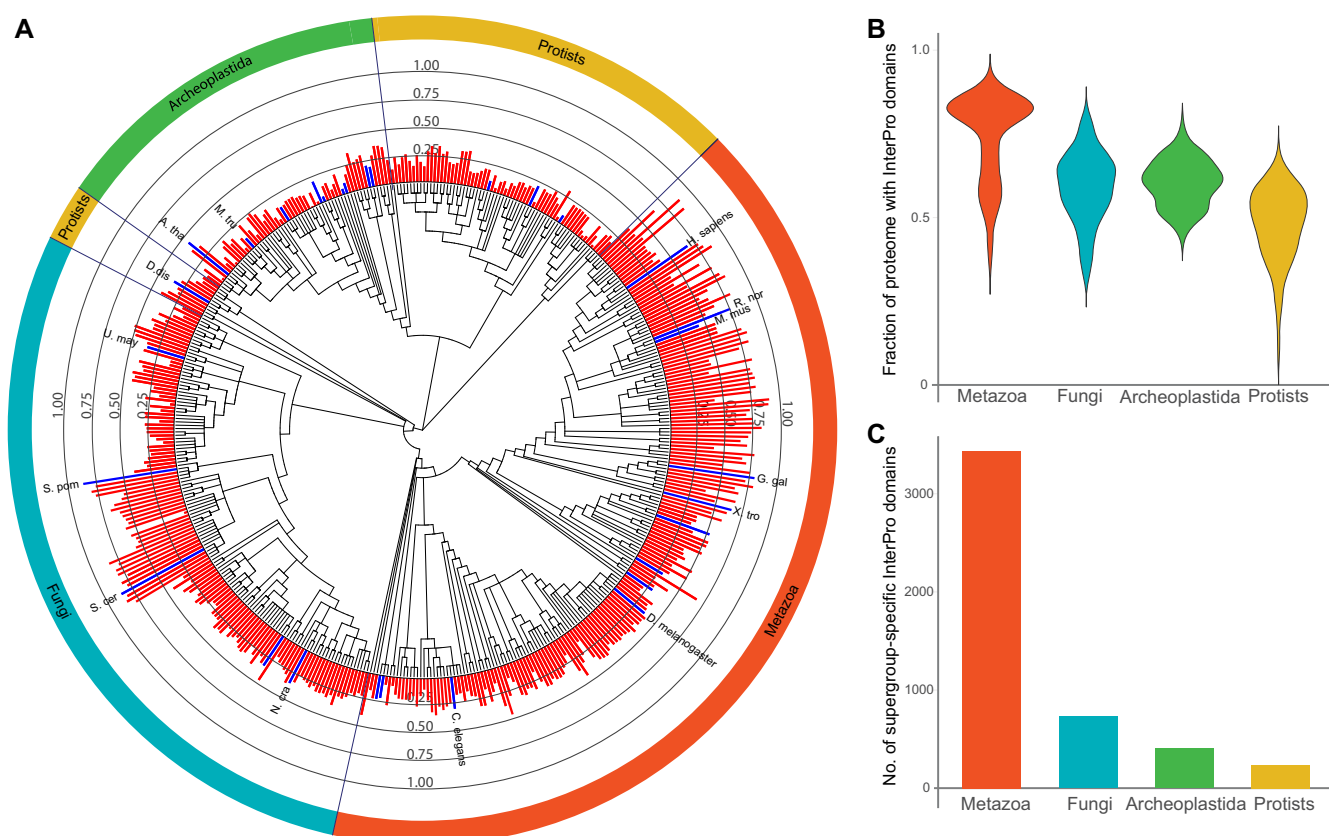 A
Archeoplastida
Protists
1.00
0.75
0.50
0.25
Protists
M. tru
A. tha
D.dis
U. may
H. sapiens
R. nor
M. mus
1.00
0.75
0.50
0.25
0.25
0.50
0.75
1.00
S. pom
G. gal
X. tro
S. cer
Fungi
Metazoa
D. melanogaster
N. cra
C. elegans
0.25
0.50
0.75
1.00
B
Fraction of proteome with InterPro domains
1.0
0.5
0
Metazoa Fungi Archeoplastida Protists
C
No. of supergroup-specific InterPro domains
3000
2000
1000
0
Metazoa Fungi Archeoplastida Protists